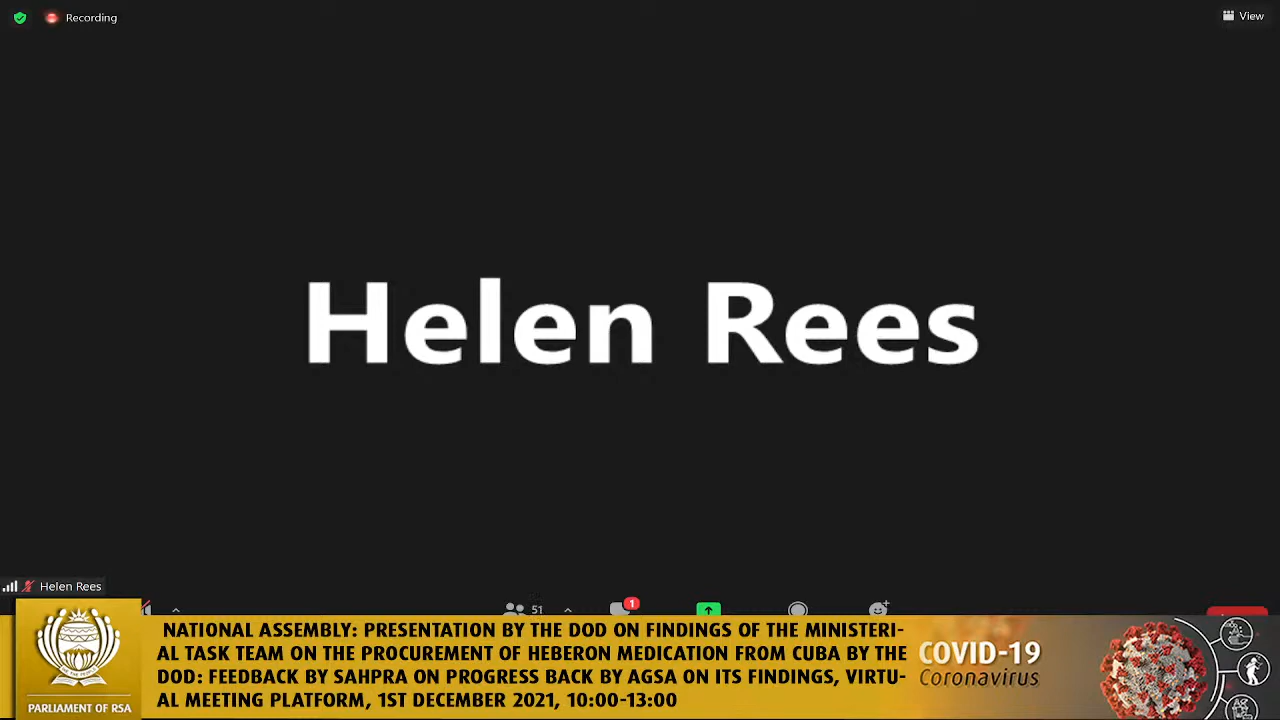 Recording
View
Helen Rees
Helen Rees
51
1
NATIONAL ASSEMBLY: PRESENTATION BY THE DOD ON FINDINGS OF THE MINISTERI-
AL TASK TEAM ON THE PROCUREMENT OF HEBERON MEDICATION FROM CUBA BY THE
DOD: FEEDBACK BY SAHPRA ON PROGRESS BACK BY AGSA ON ITS FINDINGS, VIRTU-
AL MEETING PLATFORM, 1ST DECEMBER 2021, 10:00-13:00
COVID-19
Coronavirus
PARLIAMENT OF RSA